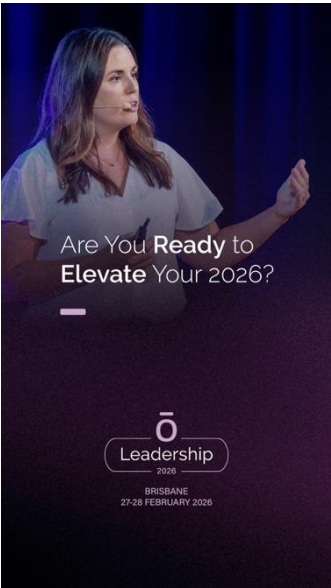 Are You Ready to
Elevate Your 2026?
Ō
Leadership
2026
BRISBANE
27-28 FEBRUARY 2026